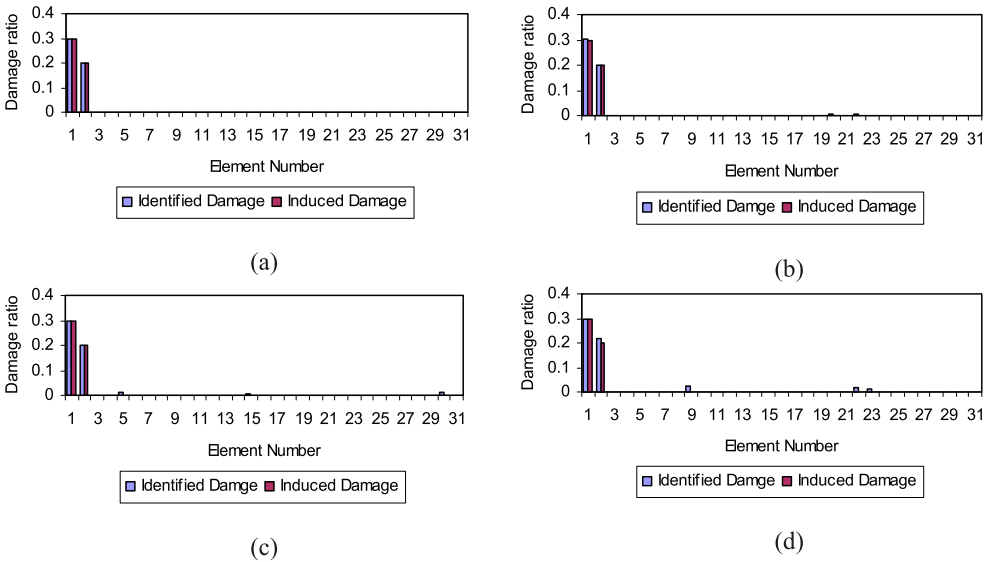 0.4
0.3
0.2
0.1
0
Damage ratio
1 3 5 7 9 11 13 15 17 19 21 23 25 27 29 31
Element Number
Identified Damage Induced Damage
(a)
0.4
0.3
0.2
0.1
0
Damage ratio
1 3 5 7 9 11 13 15 17 19 21 23 25 27 29 31
Element Number
Identified Damge Induced Damage
(b)
0.4
0.3
0.2
0.1
0
Damage ratio
1 3 5 7 9 11 13 15 17 19 21 23 25 27 29 31
Element Number
Identified Damge Induced Damage
(c)
0.4
0.3
0.2
0.1
0
Damage ratio
1 3 5 7 9 11 13 15 17 19 21 23 25 27 29 31
Element Number
Identified Damge Induced Damage
(d)